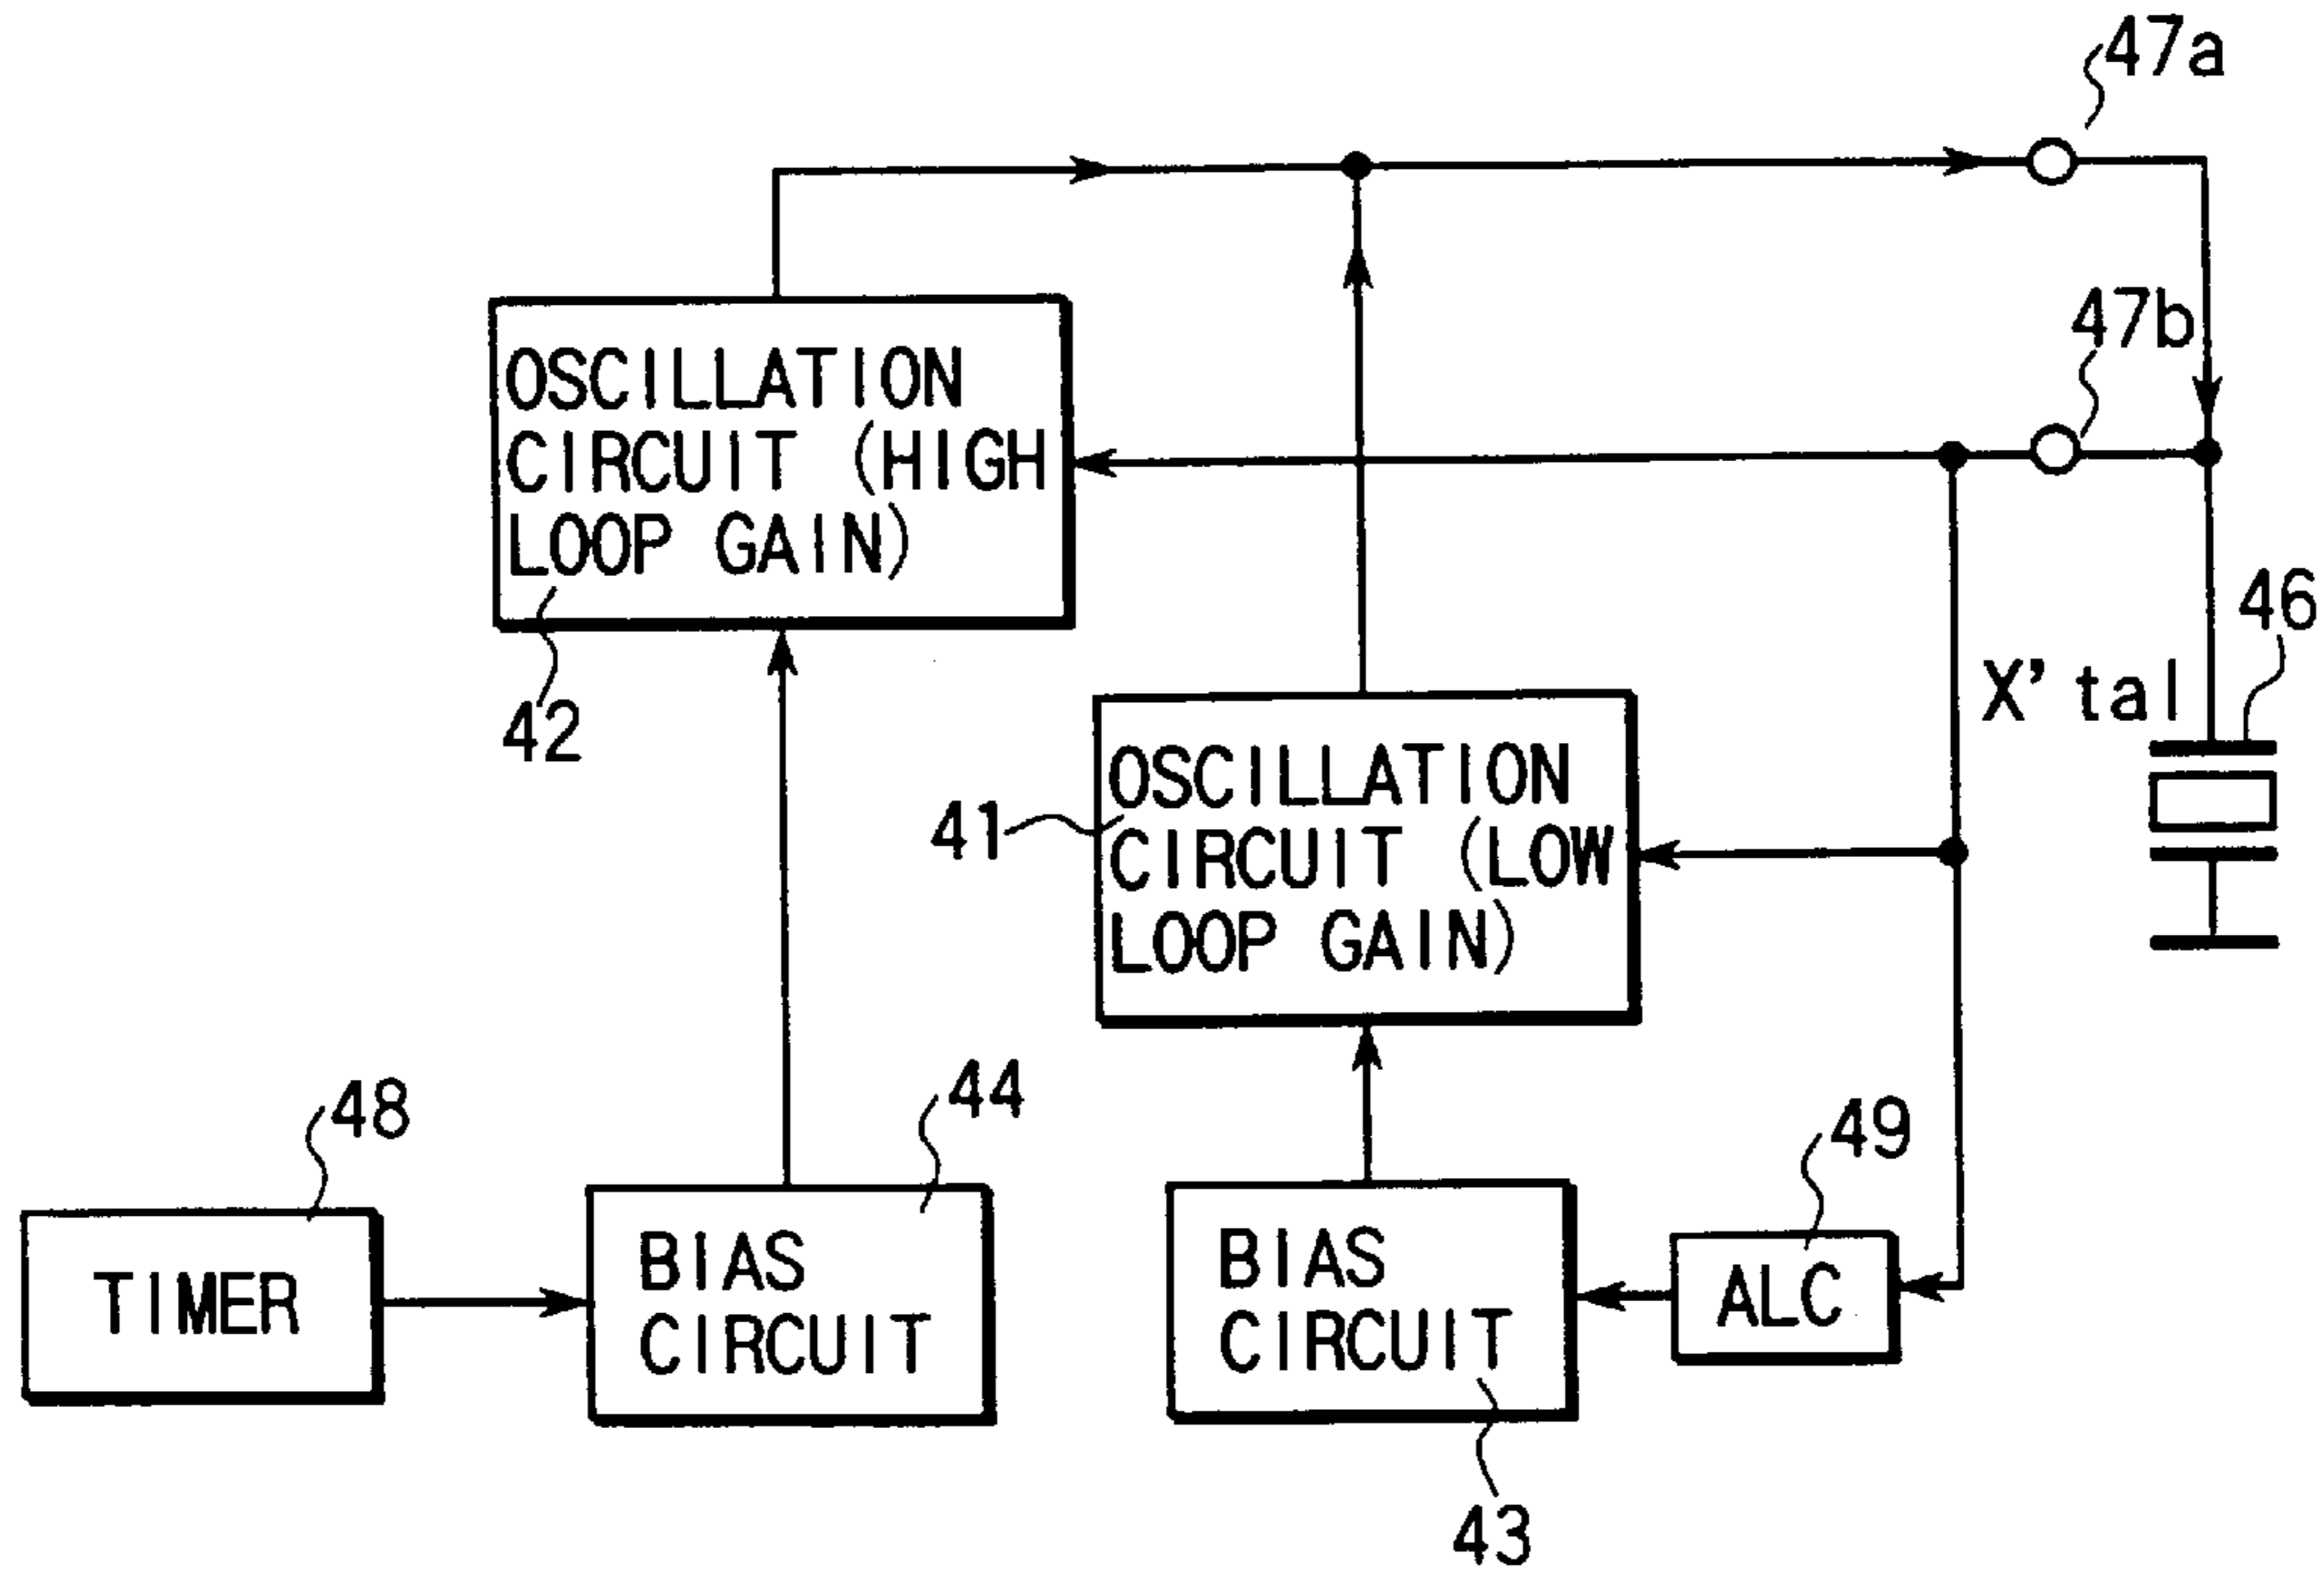 47a
47b
OSCILLATION
CIRCUIT (HIGH
LOOP GAIN)
42
46
X'tal
41
OSCILLATION
CIRCUIT (LOW
LOOP GAIN)
48
44
49
TIMER
BIAS
CIRCUIT
BIAS
CIRCUIT
ALC
43